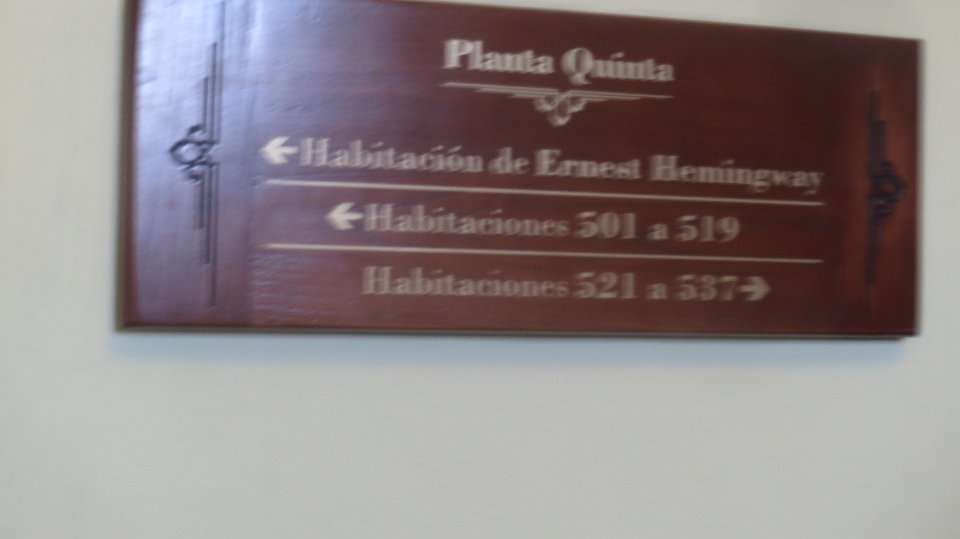 Planta Quinta
←Habitación de Ernest Hemingway
←Habitaciones 501 a 519
Habitaciones 521 a 537→